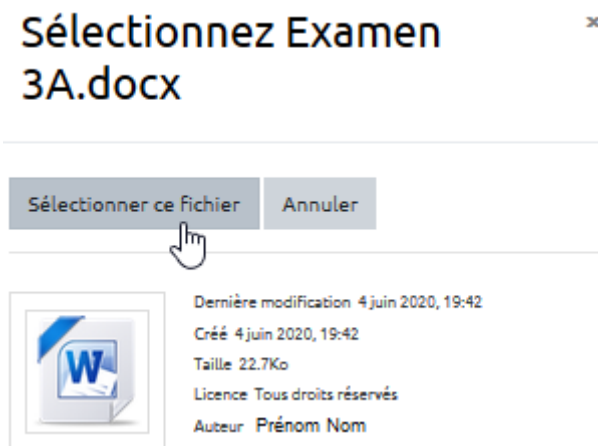 Sélectionnez Examen
3A.docx
×
Sélectionner ce fichier
Annuler
Dernière modification 4 juin 2020, 19:42
Créé 4 juin 2020, 19:42
Taille 22.7Ko
Licence Tous droits réservés
Auteur Prénom Nom
W